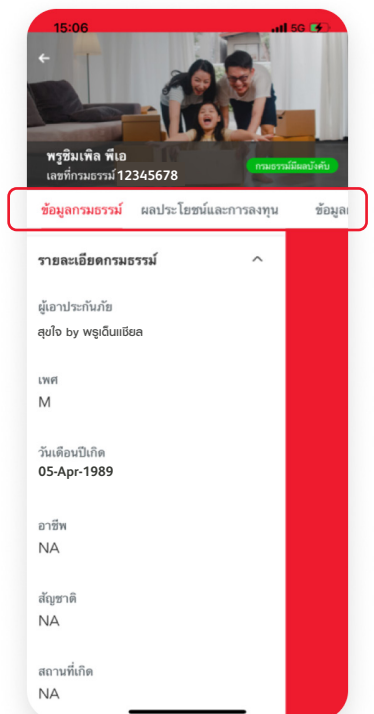 15:06
5G
พรูซิมเพิล พีเอ
เลขที่กรมธรรม์ 12345678
กรมธรรม์มีผลบังคับ
ข้อมูลกรมธรรม์ ผลประโยชน์และการลงทุน ข้อมูล
รายละเอียดกรมธรรม์
ผู้เอาประกันภัย
สุขใจ by พรูเด็นเชียล
เพศ
M
วันเดือนปีเกิด
05-Apr-1989
อาชีพ
NA
สัญชาติ
NA
สถานที่เกิด
NA